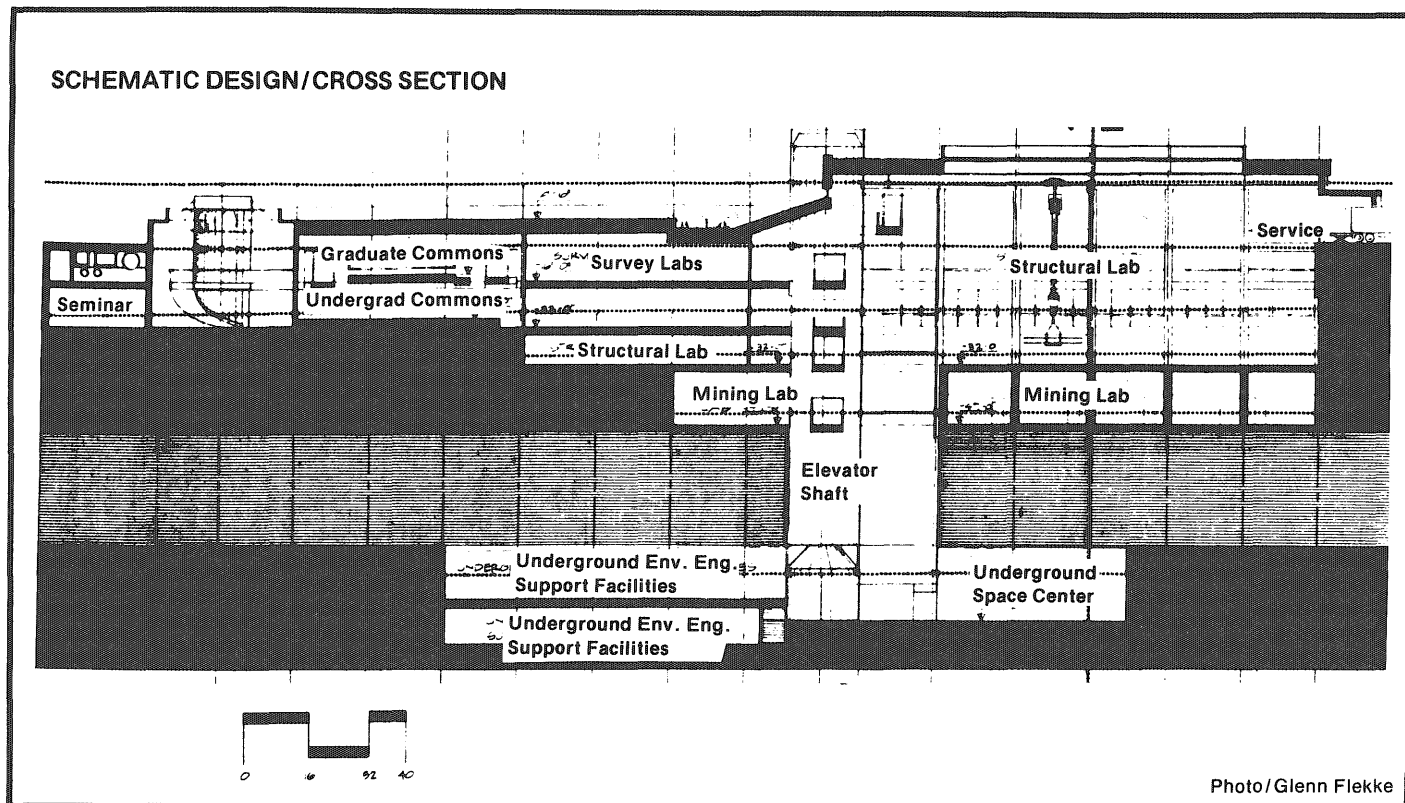 SCHEMATIC DESIGN/CROSS SECTION
Service
Graduate Commons
Survey Labs
Structural Lab
Seminar
Undergrad Commons
Structural Lab
Mining Lab
Mining Lab
Elevator
Shaft
Underground Env. Eng.
Support Facilities
Underground
Space Center
Underground Env. Eng.
Support Facilities
0 16 32 40
Photo/Glenn Flekke